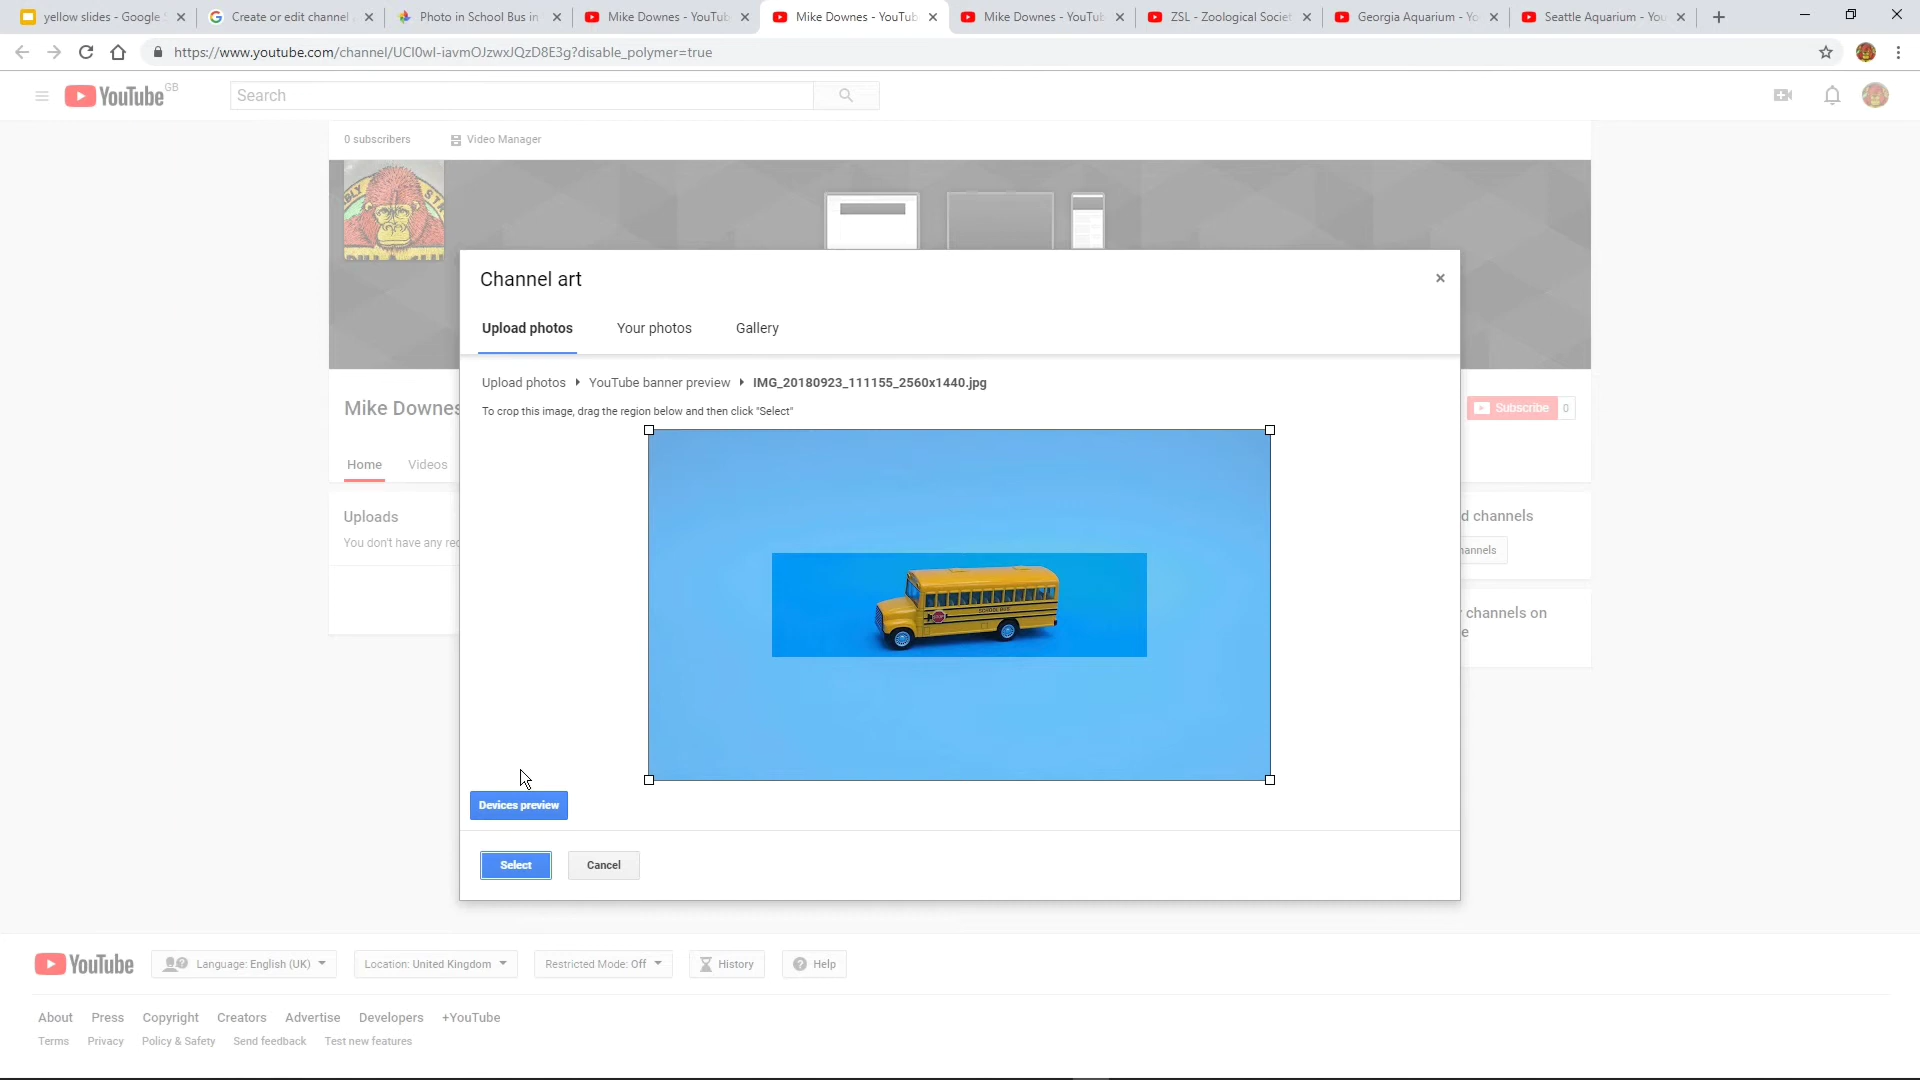 yellow slides - Google
Create or edit channel
Photo in School Bus in
Mike Downes - YouTub
Mike Downes - YouTub
Mike Downes - YouTub
ZSL - Zoological Societ
Georgia Aquarium - Yo
Seattle Aquarium - You
https://www.youtube.com/channel/UCI0wI-iavmOJzwxJQzD8E3g?disable_polymer=true
YouTube GB
Search
0 subscribers
Video Manager
Channel art
Upload photos
Your photos
Gallery
Upload photos
YouTube banner preview
IMG_20180923_111155_2560x1440.jpg
To crop this image, drag the region below and then click "Select"
Mike Downes
Subscribe 0
Home
Videos
SCHOOL BUS
STOP
Uploads
d channels
You don't have any rec
hannels
channels on
e
Devices preview
Select
Cancel
YouTube
Language: English (UK)
Location: United Kingdom
Restricted Mode: Off
History
Help
About Press Copyright Creators Advertise Developers +YouTube
Terms Privacy Policy & Safety Send feedback Test new features